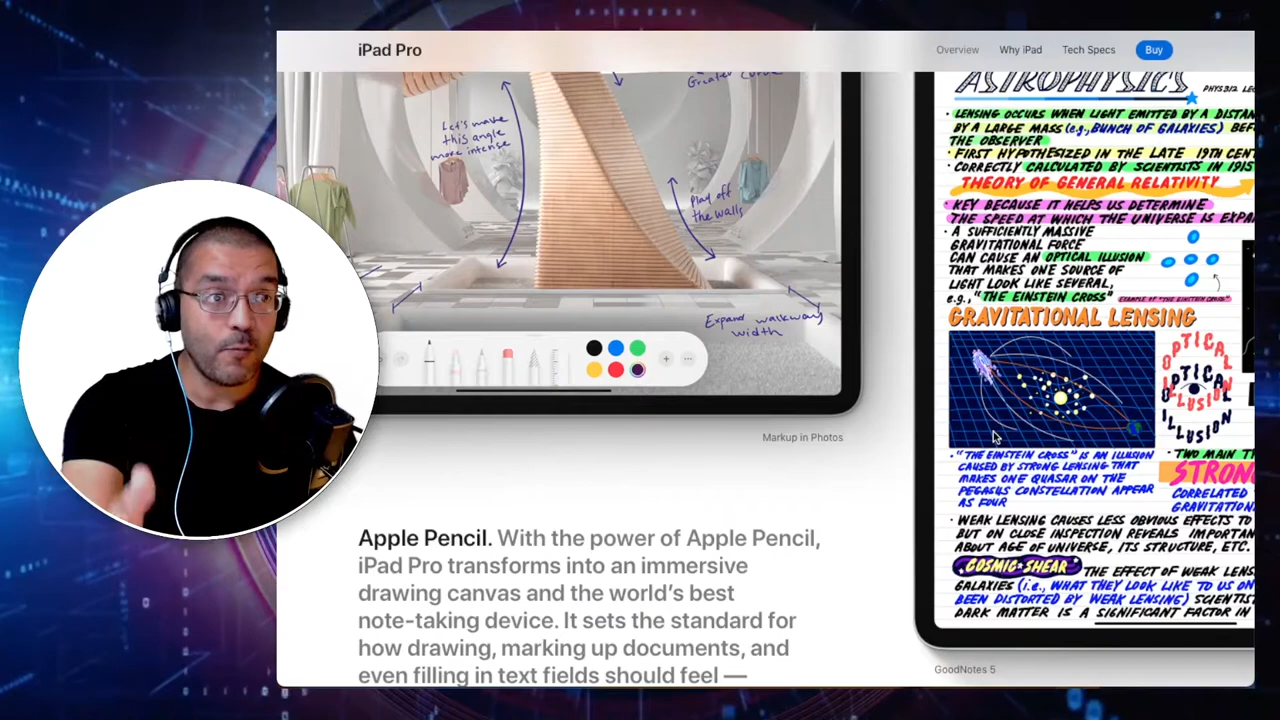 iPad Pro
Overview
Why iPad
Tech Specs
Buy
Greater curve
Let's make
this angle
more intense
Play off
the walls
Expand walkway
width
Markup in Photos
Apple Pencil. With the power of Apple Pencil,
iPad Pro transforms into an immersive
drawing canvas and the world's best
note-taking device. It sets the standard for
how drawing, marking up documents, and
even filling in text fields should feel —
ASTROPHYSICS
PHYS312
• LENSING OCCURS WHEN LIGHT EMITTED BY A DISTAN
BY A LARGE MASS (e.g., BUNCH OF GALAXIES) BEF
THE OBSERVER
• FIRST HYPOTHESIZED IN THE LATE 19TH CENT
• CORRECTLY CALCULATED BY SCIENTISTS IN 1915
THEORY OF GENERAL RELATIVITY
• KEY BECAUSE IT HELPS US DETERMINE
THE SPEED AT WHICH THE UNIVERSE IS EXPA
• A SUFFICIENTLY MASSIVE
GRAVITATIONAL FORCE
CAN CAUSE AN OPTICAL ILLUSION
THAT MAKES ONE SOURCE OF
LIGHT LOOK LIKE SEVERAL,
e.g., "THE EINSTEIN CROSS"
EXAMPLE OF "THE EINSTEIN CROSS"
GRAVITATIONAL LENSING
OPTICAL
OPTICAL
ILLUSION
ILLUSION
• "THE EINSTEIN CROSS" IS AN ILLUSION
CAUSED BY STRONG LENSING THAT
MAKES ONE QUASAR ON THE
PEGASUS CONSTELLATION APPEAR
AS FOUR
• TWO MAIN T
STRONG
CORRELATED
GRAVITATION
• WEAK LENSING CAUSES LESS OBVIOUS EFFECTS TO
BUT ON CLOSE INSPECTION REVEALS IMPORTAN
ABOUT AGE OF UNIVERSE, ITS STRUCTURE, ETC.
COSMIC SHEAR THE EFFECT OF WEAK LENS
GALAXIES (i.e., WHAT THEY LOOK LIKE TO US ON
BEEN DISTORTED BY WEAK LENSING) SCIENTIS
DARK MATTER IS A SIGNIFICANT FACTOR IN
GoodNotes 5